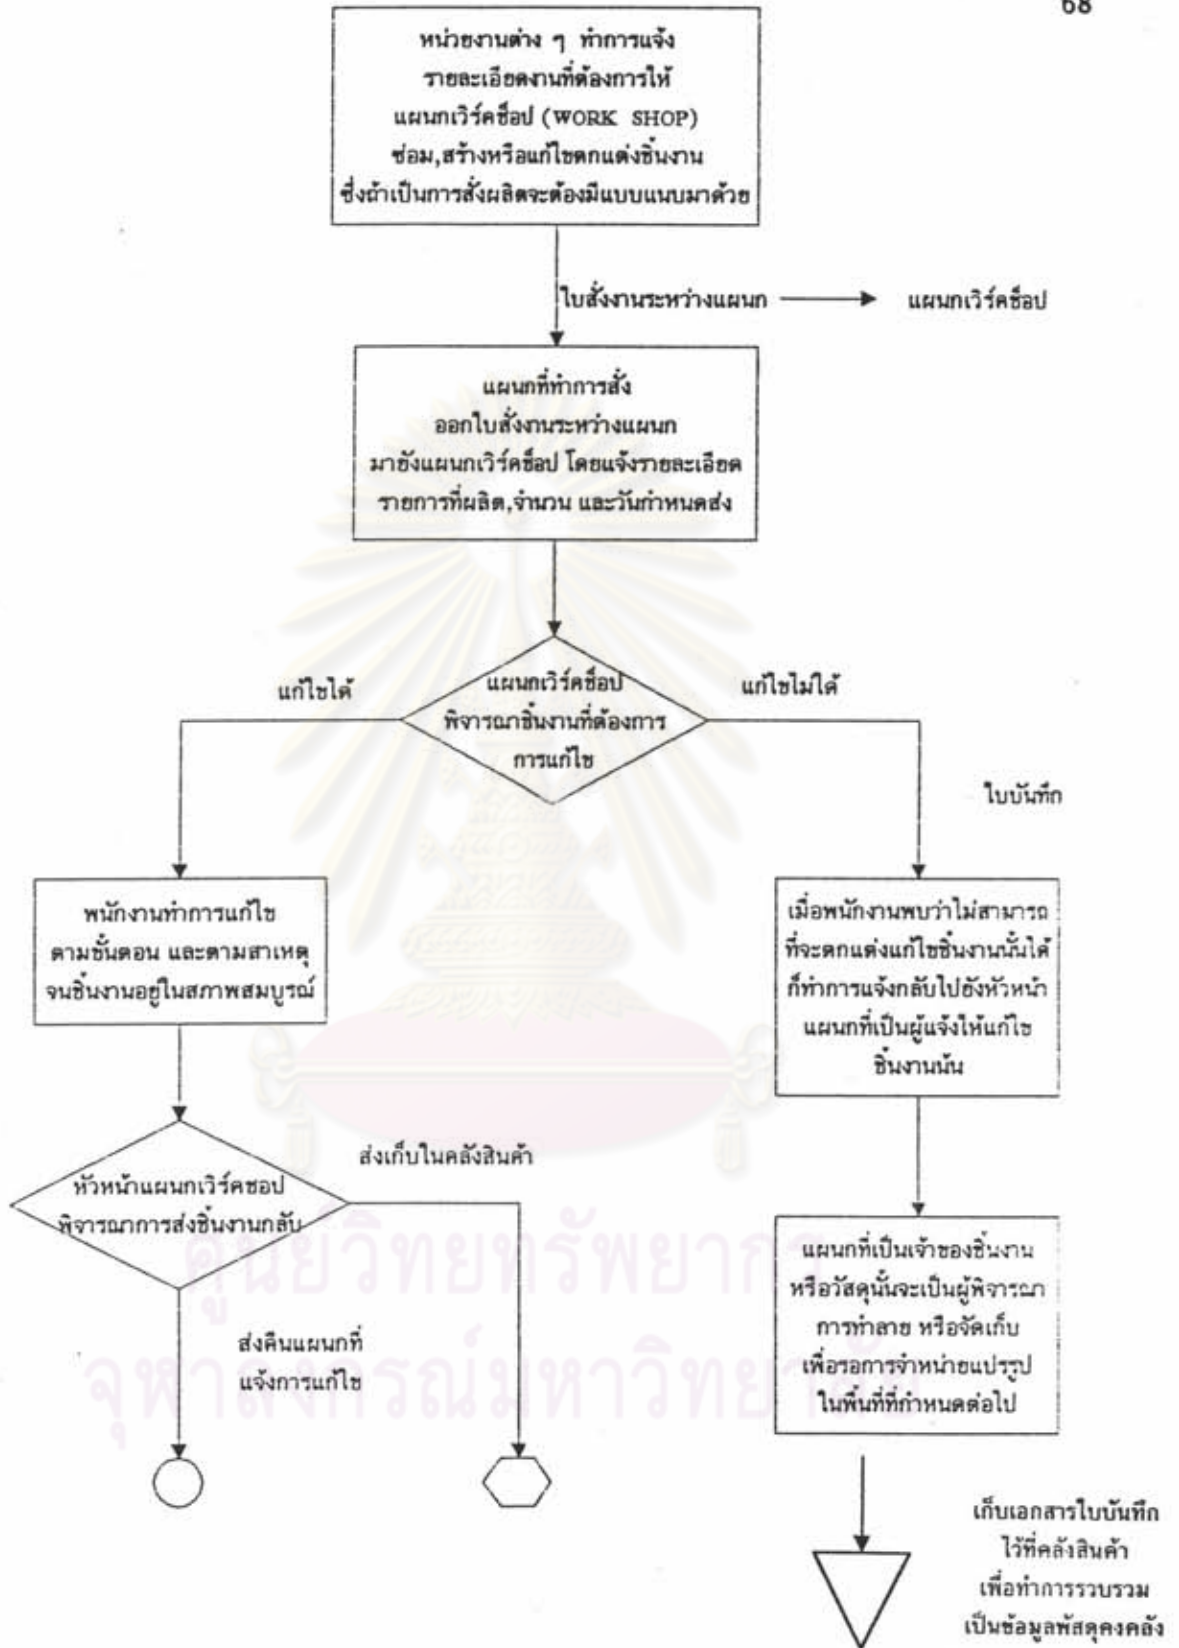 68
หน่วยงานต่าง ๆ ทำการแจ้ง
รายละเอียดงานที่ต้องการให้
แผนกเวิร์คช็อป (WORK SHOP)
ซ่อม,สร้างหรือแก้ไขตกแต่งชิ้นงาน
ซึ่งถ้าเป็นการสั่งผลิตจะต้องมีแบบแนบมาด้วย
ใบสั่งงานระหว่างแผนก
แผนกเวิร์คช็อป
แผนกที่ทำการสั่ง
ออกใบสั่งงานระหว่างแผนก
มายังแผนกเวิร์คช็อป โดยแจ้งรายละเอียด
รายการที่ผลิต,จำนวน และวันกำหนดส่ง
แก้ไขได้
แผนกเวิร์คช็อป
พิจารณาชิ้นงานที่ต้องการ
การแก้ไข
แก้ไขไม่ได้
ใบบันทึก
พนักงานทำการแก้ไข
ตามขั้นตอน และตามสาเหตุ
จนชิ้นงานอยู่ในสภาพสมบูรณ์
เมื่อพนักงานพบว่าไม่สามารถ
ที่จะตกแต่งแก้ไขชิ้นงานนั้นได้
ก็ทำการแจ้งกลับไปยังหัวหน้า
แผนกที่เป็นผู้แจ้งให้แก้ไข
ชิ้นงานนั้น
หัวหน้าแผนกเวิร์คชอป
พิจารณาการส่งชิ้นงานกลับ
ส่งเก็บในคลังสินค้า
ส่งคืนแผนกที่
แจ้งการแก้ไข
แผนกที่เป็นเจ้าของชิ้นงาน
หรือวัสดุนั้นจะเป็นผู้พิจารณา
การทำลาย หรือจัดเก็บ
เพื่อรอการจำหน่ายแปรรูป
ในพื้นที่ที่กำหนดต่อไป
เก็บเอกสารใบบันทึก
ไว้ที่คลังสินค้า
เพื่อทำการรวบรวม
เป็นข้อมูลพัสดุคงคลัง
ศูนย์วิทยทรัพยากร
จุฬาลงกรณ์มหาวิทยาลัย